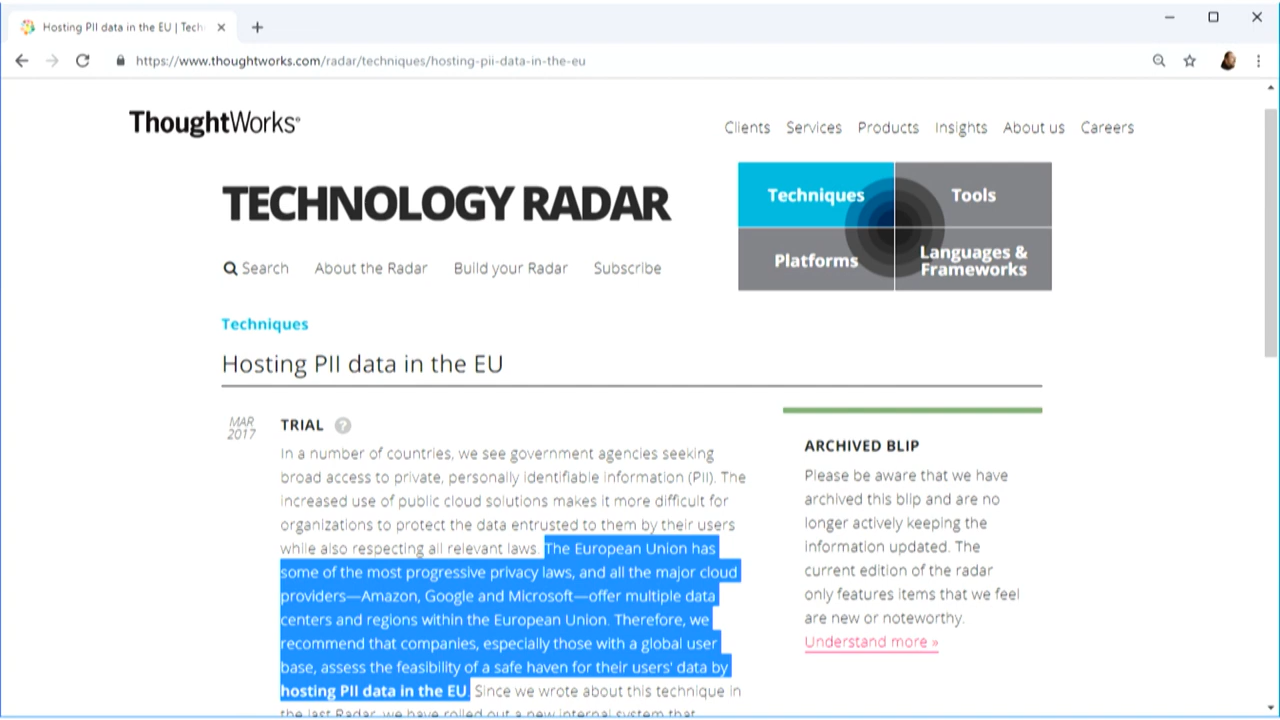 Hosting PII data in the EU | Tech
https://www.thoughtworks.com/radar/techniques/hosting-pii-data-in-the-eu
ThoughtWorks®
Clients Services Products Insights About us Careers
TECHNOLOGY RADAR
Techniques
Tools
Platforms
Languages &
Frameworks
Search About the Radar Build your Radar Subscribe
Techniques
Hosting PII data in the EU
MAR
2017
TRIAL ?
In a number of countries, we see government agencies seeking
broad access to private, personally identifiable information (PII). The
increased use of public cloud solutions makes it more difficult for
organizations to protect the data entrusted to them by their users
while also respecting all relevant laws. The European Union has
some of the most progressive privacy laws, and all the major cloud
providers—Amazon, Google and Microsoft—offer multiple data
centers and regions within the European Union. Therefore, we
recommend that companies, especially those with a global user
base, assess the feasibility of a safe haven for their users' data by
hosting PII data in the EU. Since we wrote about this technique in
the last Radar, we have rolled out a new internal system that
ARCHIVED BLIP
Please be aware that we have
archived this blip and are no
longer actively keeping the
information updated. The
current edition of the radar
only features items that we feel
are new or noteworthy.
Understand more »